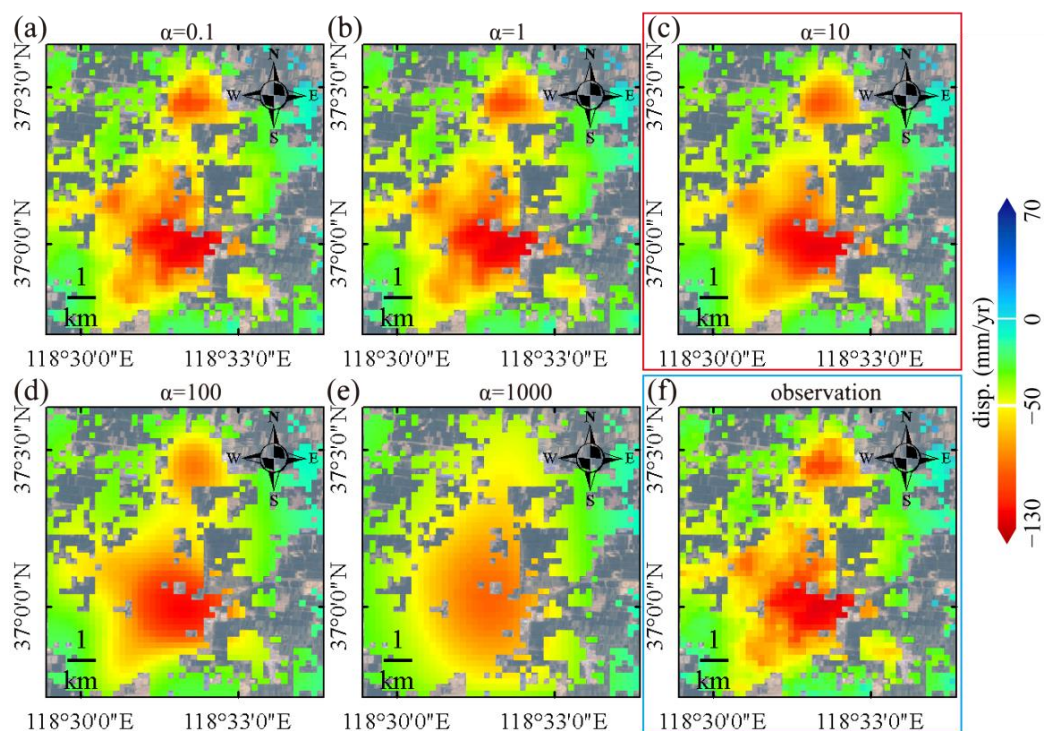 (a) α=0.1
(b) α=1
(c) α=10
N
W E
S
N
W E
S
N
W E
S
37°3'0"N
37°0'0"N
37°3'0"N
37°0'0"N
37°3'0"N
37°0'0"N
1
km
1
km
1
km
118°30'0"E 118°33'0"E
118°30'0"E 118°33'0"E
118°30'0"E 118°33'0"E
(d) α=100
(e) α=1000
(f) observation
N
W E
S
N
W E
S
N
W E
S
37°3'0"N
37°0'0"N
37°3'0"N
37°0'0"N
37°3'0"N
37°0'0"N
1
km
1
km
1
km
118°30'0"E 118°33'0"E
118°30'0"E 118°33'0"E
118°30'0"E 118°33'0"E
70
0
−50
−130
disp. (mm/yr)